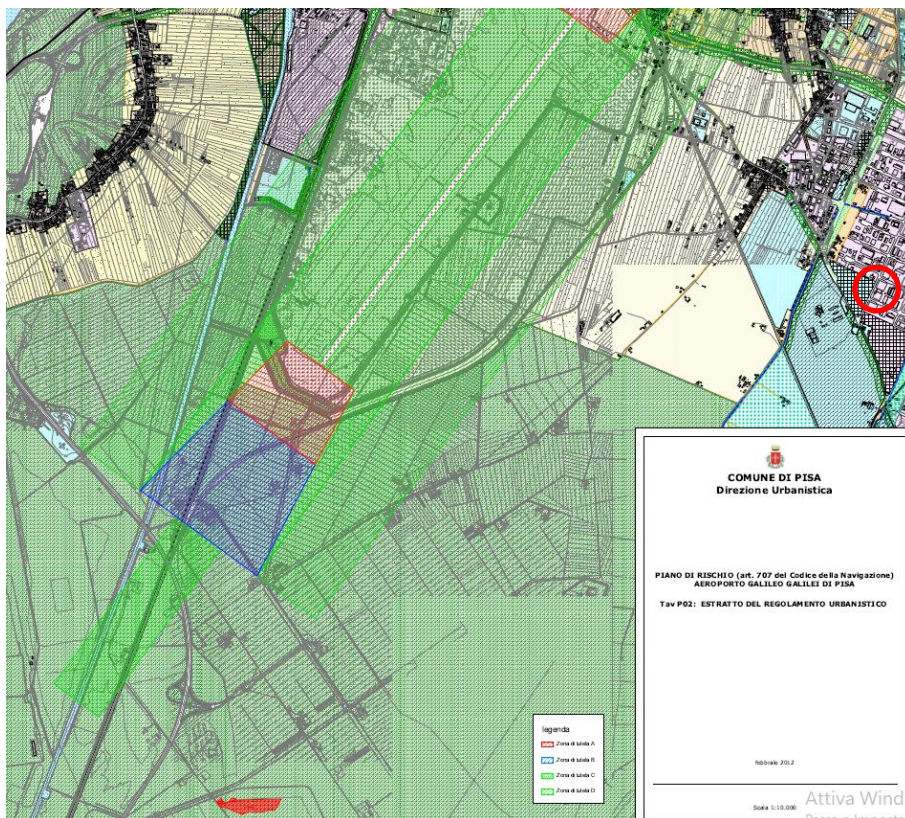 COMUNE DI PISA
Direzione Urbanistica
PIANO DI RISCHIO (art. 707 del Codice della Navigazione)
AEROPORTO GALILEO GALILEI DI PISA
Tav P02: ESTRATTO DEL REGOLAMENTO URBANISTICO
legenda
Zona di tutela A
Zona di tutela B
Zona di tutela C
Zona di tutela D
febbraio 2012
Scala 1:10.000
Attiva Wind